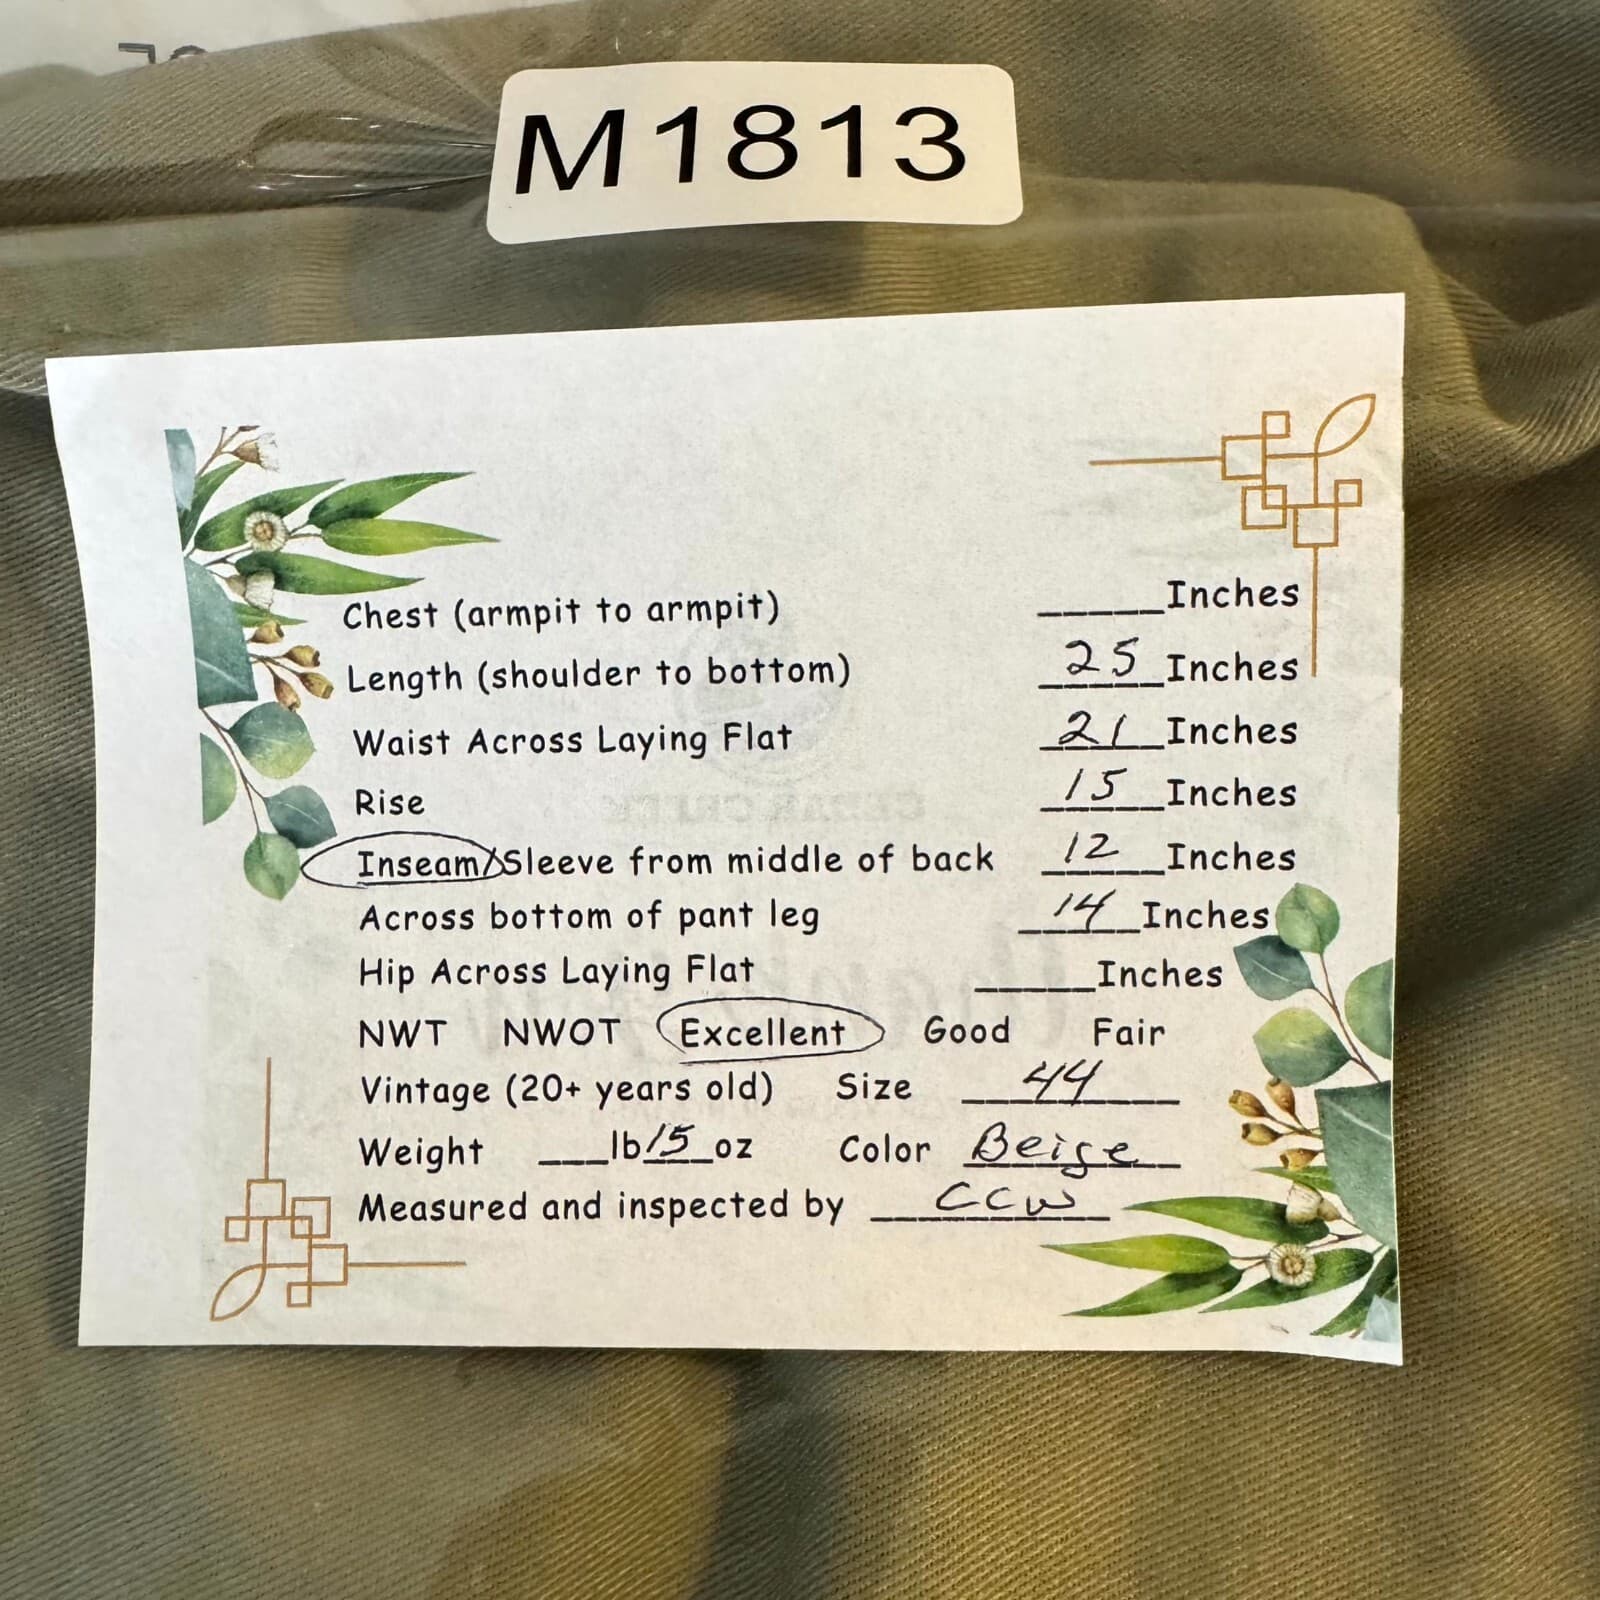 M1813
Chest (armpit to armpit) _____Inches
Length (shoulder to bottom) 25 Inches
Waist Across Laying Flat 21 Inches
Rise 15 Inches
Inseam/Sleeve from middle of back 12 Inches
Across bottom of pant leg 14 Inches
Hip Across Laying Flat _____Inches
NWT NWOT Excellent Good Fair
Vintage (20+ years old) Size 44
Weight ___lb 15 oz Color Beige
Measured and inspected by CCW